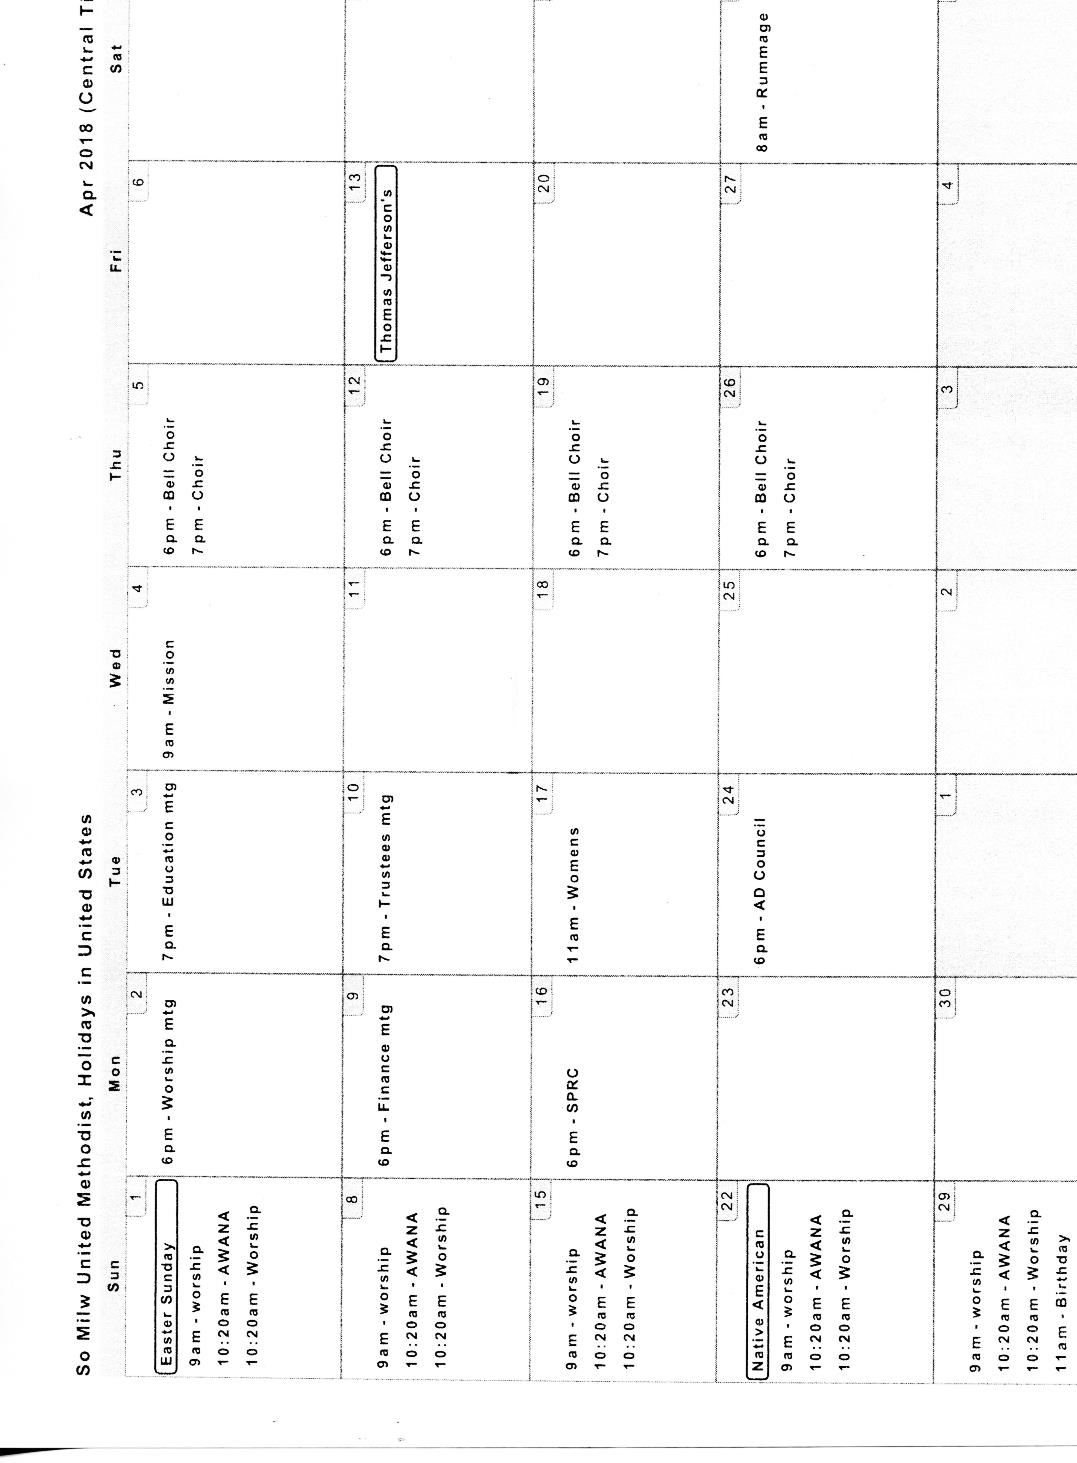 So Milw United Methodist, Holidays in United States
Apr 2018 (Central
Sun Mon Tue Wed Thu Fri Sat
1
Easter Sunday
9am - worship
10:20am - AWANA
10:20am - Worship
2
6pm - Worship mtg
3
7pm - Education mtg
4
9am - Mission
5
6pm - Bell Choir
7pm - Choir
6
8
9am - worship
10:20am - AWANA
10:20am - Worship
9
6pm - Finance mtg
10
7pm - Trustees mtg
11
12
6pm - Bell Choir
7pm - Choir
13
Thomas Jefferson's
15
9am - worship
10:20am - AWANA
10:20am - Worship
16
6pm - SPRC
17
11am - Womens
18
19
6pm - Bell Choir
7pm - Choir
20
22
Native American
9am - worship
10:20am - AWANA
10:20am - Worship
23
24
6pm - AD Council
25
26
6pm - Bell Choir
7pm - Choir
27
8am - Rummage
29
9am - worship
10:20am - AWANA
10:20am - Worship
11am - Birthday
30
1
2
3
4